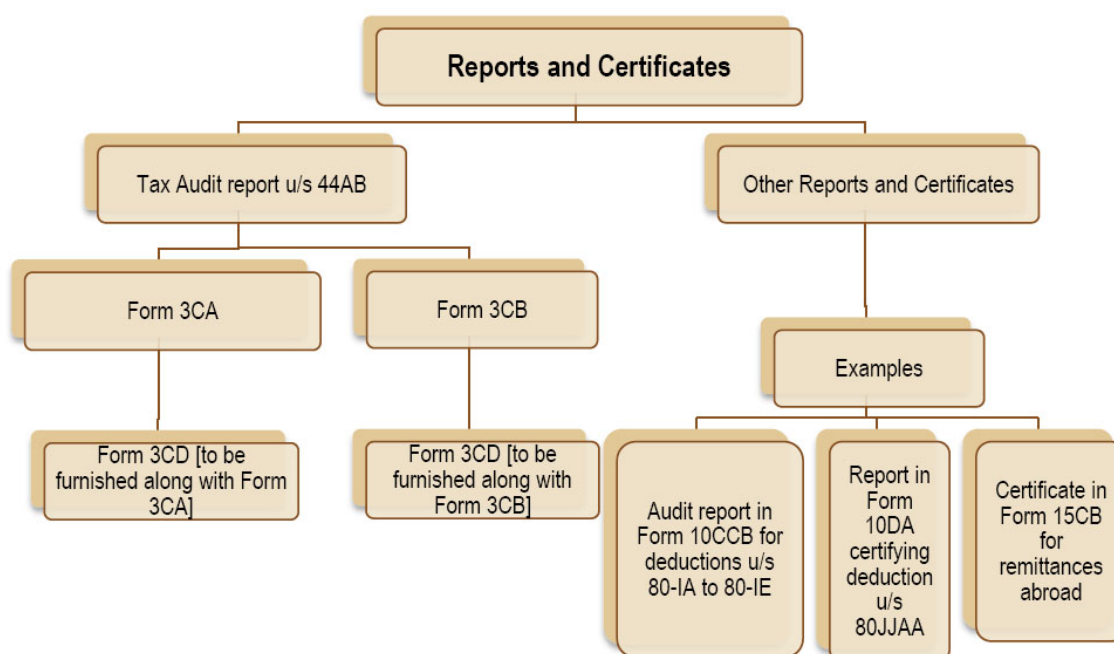 Reports and Certificates
Tax Audit report u/s 44AB
Other Reports and Certificates
Form 3CA
Form 3CB
Examples
Form 3CD [to be
furnished along with Form
3CA]
Form 3CD [to be
furnished along with
Form 3CB]
Audit report in
Form 10CCB for
deductions u/s
80-IA to 80-IE
Report in
Form
10DA
certifying
deduction
u/s
80JJAA
Certificate in
Form 15CB
for
remittances
abroad